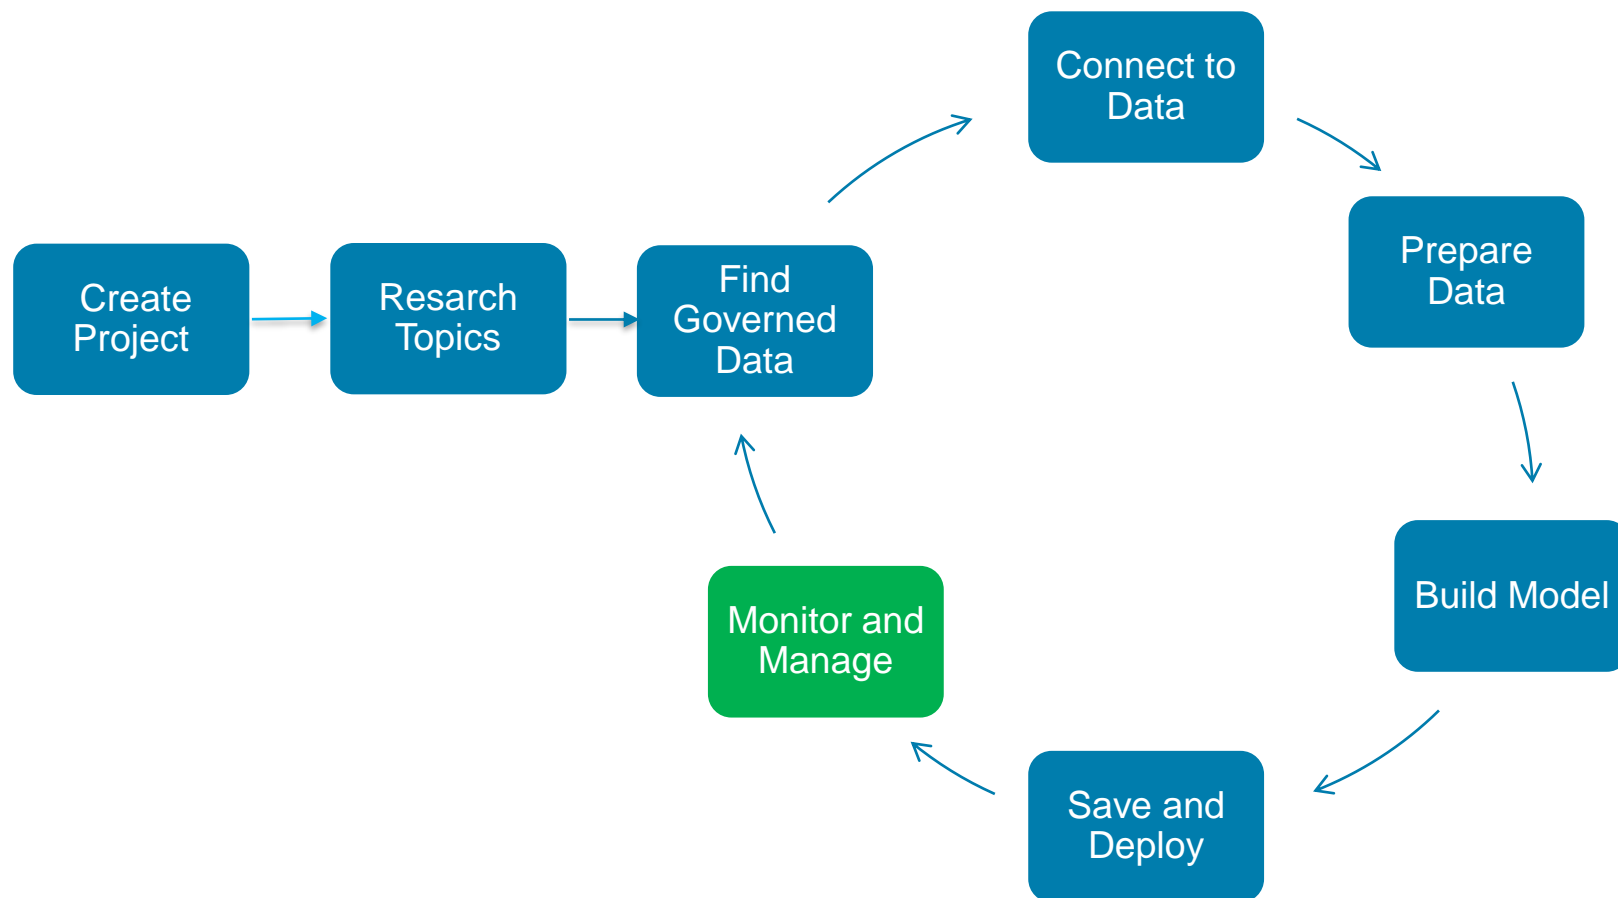 Create
Project
Resarch
Topics
Find
Governed
Data
Connect to
Data
Prepare
Data
Build Model
Save and
Deploy
Monitor and
Manage